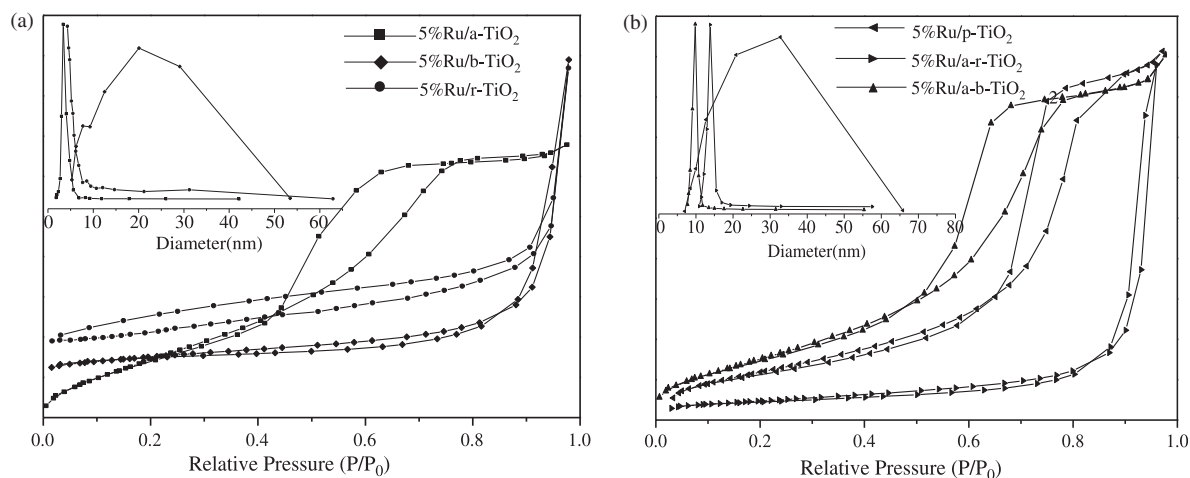 (a)
5%Ru/a-TiO₂
5%Ru/b-TiO₂
5%Ru/r-TiO₂
0 10 20 30 40 50 60
Diameter(nm)
0.0 0.2 0.4 0.6 0.8 1.0
Relative Pressure (P/P₀)
(b)
5%Ru/p-TiO₂
5%Ru/a-r-TiO₂
5%Ru/a-b-TiO₂
2
0 10 20 30 40 50 60 70 80
Diameter(nm)
0.0 0.2 0.4 0.6 0.8 1.0
Relative Pressure (P/P₀)